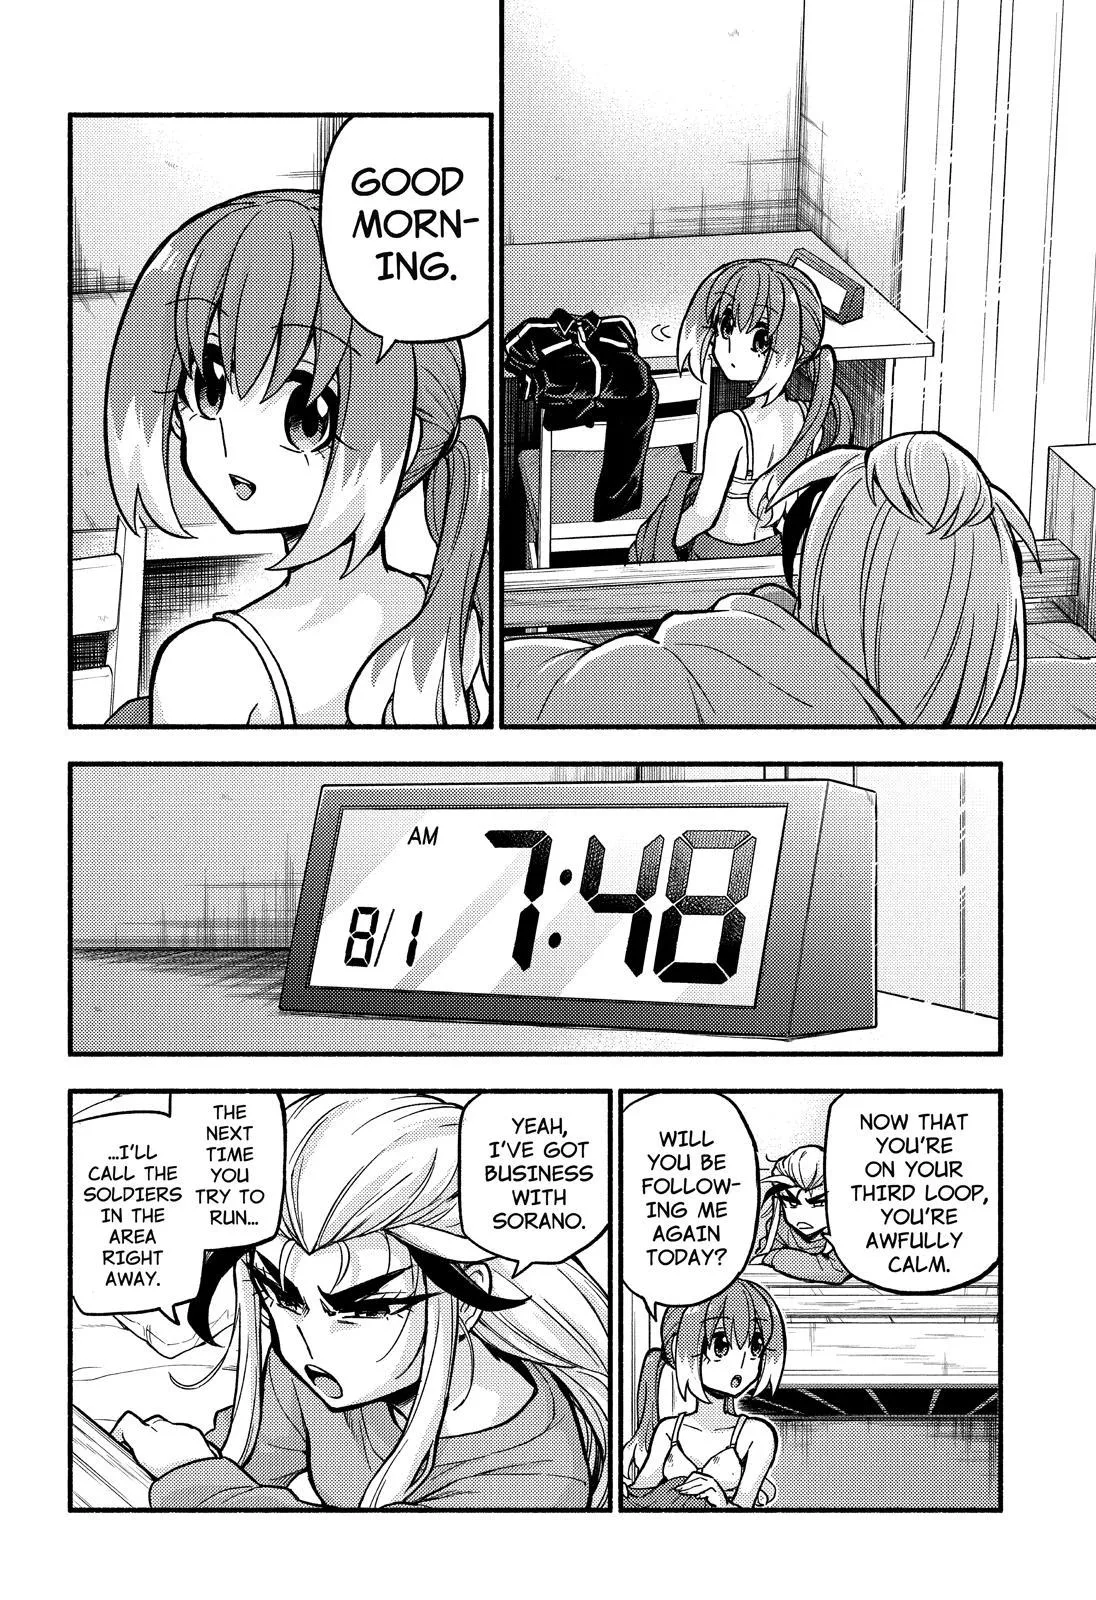 GOOD
MORN-
ING.
AM
7:48
8/1
NOW THAT
YOU'RE
ON YOUR
THIRD LOOP,
YOU'RE
AWFULLY
CALM.
WILL
YOU BE
FOLLOW-
ING ME
AGAIN
TODAY?
YEAH,
I'VE GOT
BUSINESS
WITH
SORANO.
THE
NEXT
TIME
YOU
TRY TO
RUN...
...I'LL
CALL THE
SOLDIERS
IN THE
AREA
RIGHT
AWAY.